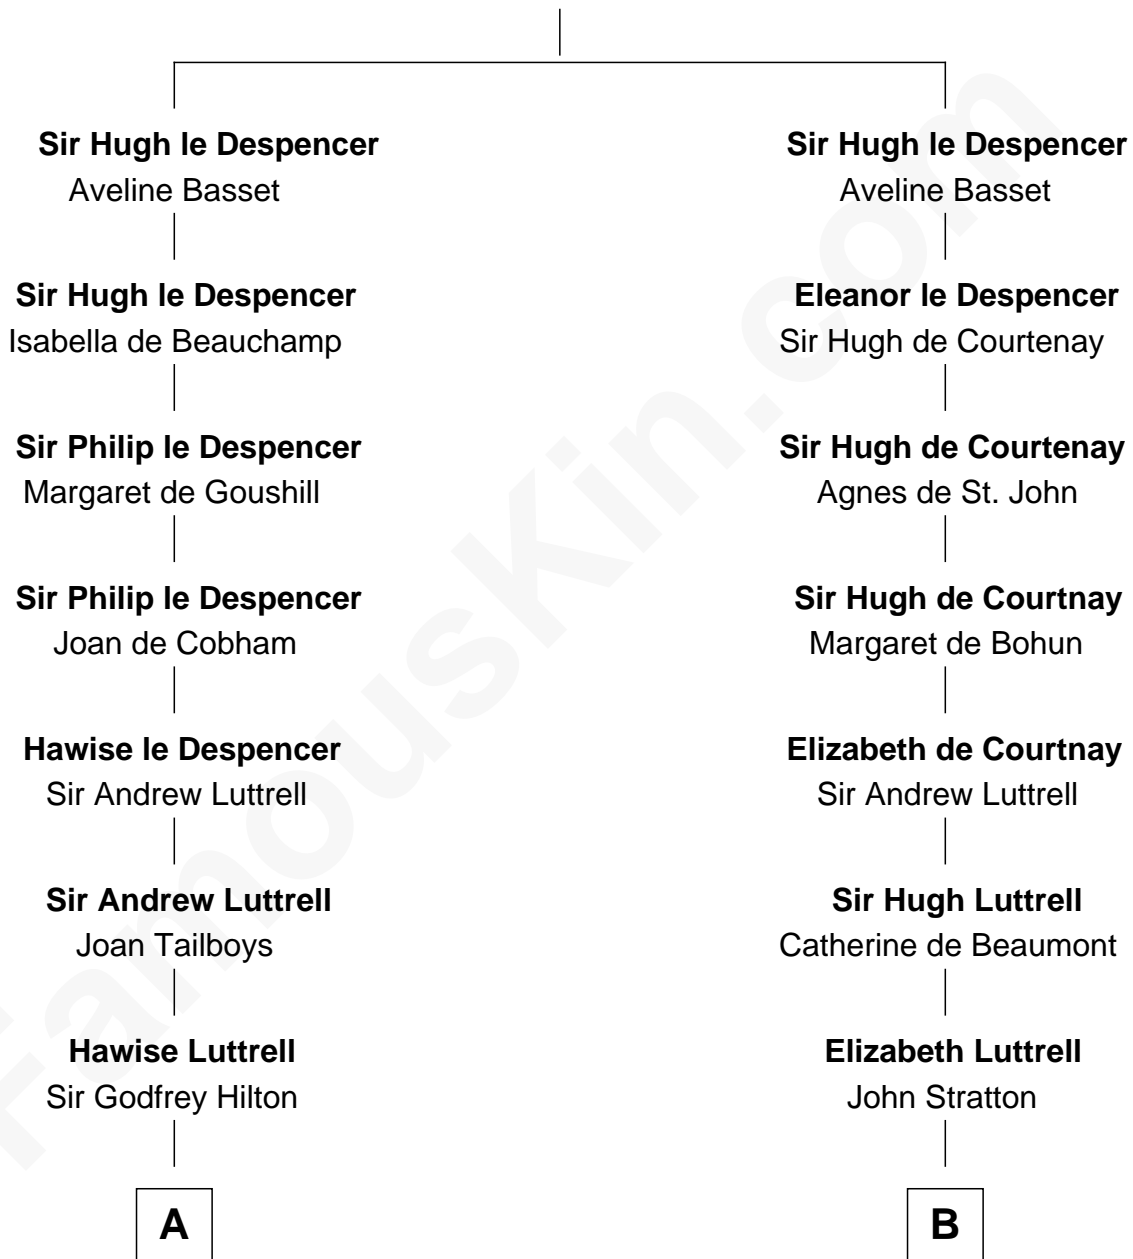 Sir Hugh le Despencer
Aveline Basset
Sir Hugh le Despencer
Isabella de Beauchamp
Sir Philip le Despencer
Margaret de Goushill
Sir Philip le Despencer
Joan de Cobham
Hawise le Despencer
Sir Andrew Luttrell
Sir Andrew Luttrell
Joan Tailboys
Hawise Luttrell
Sir Godfrey Hilton
A
Sir Hugh le Despencer
Aveline Basset
Eleanor le Despencer
Sir Hugh de Courtenay
Sir Hugh de Courtenay
Agnes de St. John
Sir Hugh de Courtnay
Margaret de Bohun
Elizabeth de Courtnay
Sir Andrew Luttrell
Sir Hugh Luttrell
Catherine de Beaumont
Elizabeth Luttrell
John Stratton
B
FamousKin.com